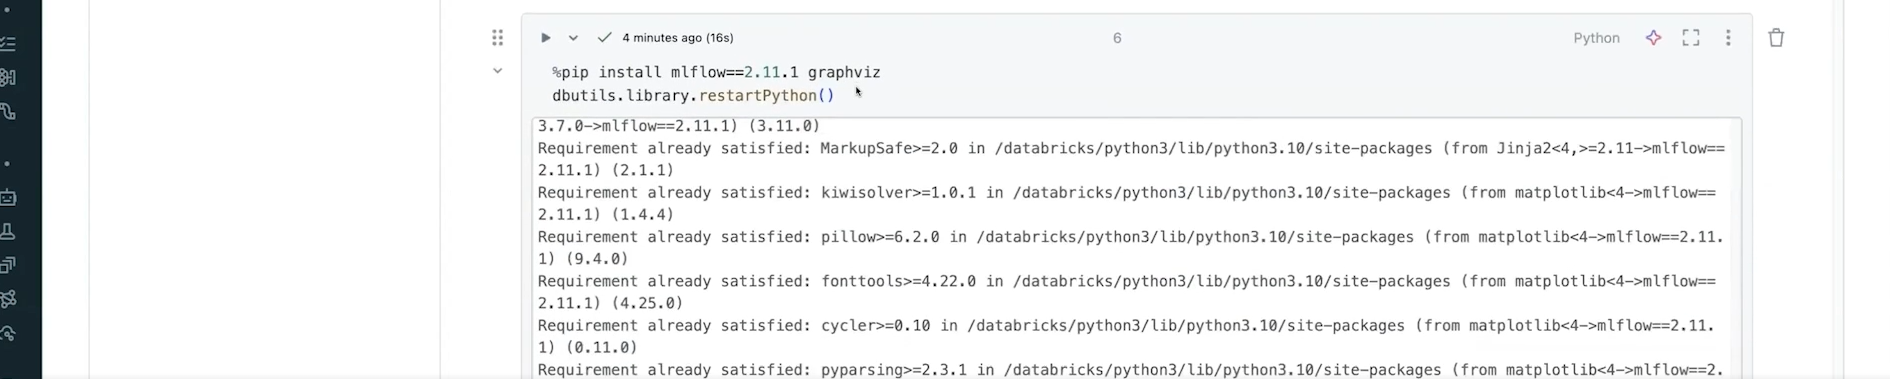 4 minutes ago (16s)
6
Python
%pip install mlflow==2.11.1 graphviz
dbutils.library.restartPython()
3.7.0->mlflow==2.11.1) (3.11.0)
Requirement already satisfied: MarkupSafe>=2.0 in /databricks/python3/lib/python3.10/site-packages (from Jinja2<4,>=2.11->mlflow==
2.11.1) (2.1.1)
Requirement already satisfied: kiwisolver>=1.0.1 in /databricks/python3/lib/python3.10/site-packages (from matplotlib<4->mlflow==
2.11.1) (1.4.4)
Requirement already satisfied: pillow>=6.2.0 in /databricks/python3/lib/python3.10/site-packages (from matplotlib<4->mlflow==2.11.
1) (9.4.0)
Requirement already satisfied: fonttools>=4.22.0 in /databricks/python3/lib/python3.10/site-packages (from matplotlib<4->mlflow==
2.11.1) (4.25.0)
Requirement already satisfied: cycler>=0.10 in /databricks/python3/lib/python3.10/site-packages (from matplotlib<4->mlflow==2.11.
1) (0.11.0)
Requirement already satisfied: pyparsing>=2.3.1 in /databricks/python3/lib/python3.10/site-packages (from matplotlib<4->mlflow==2.